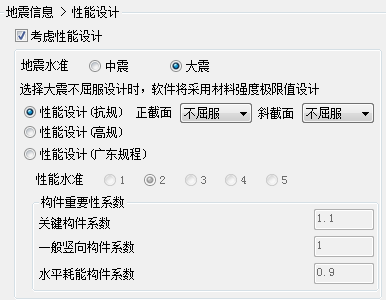 地震信息 > 性能设计
考虑性能设计
地震水准 中震 大震
选择大震不屈服设计时，软件将采用材料强度极限值设计
性能设计(抗规) 正截面 不屈服 斜截面 不屈服
性能设计(高规)
性能设计(广东规程)
性能水准 1 2 3 4 5
构件重要性系数
关键构件系数 1.1
一般竖向构件系数 1
水平耗能构件系数 0.9